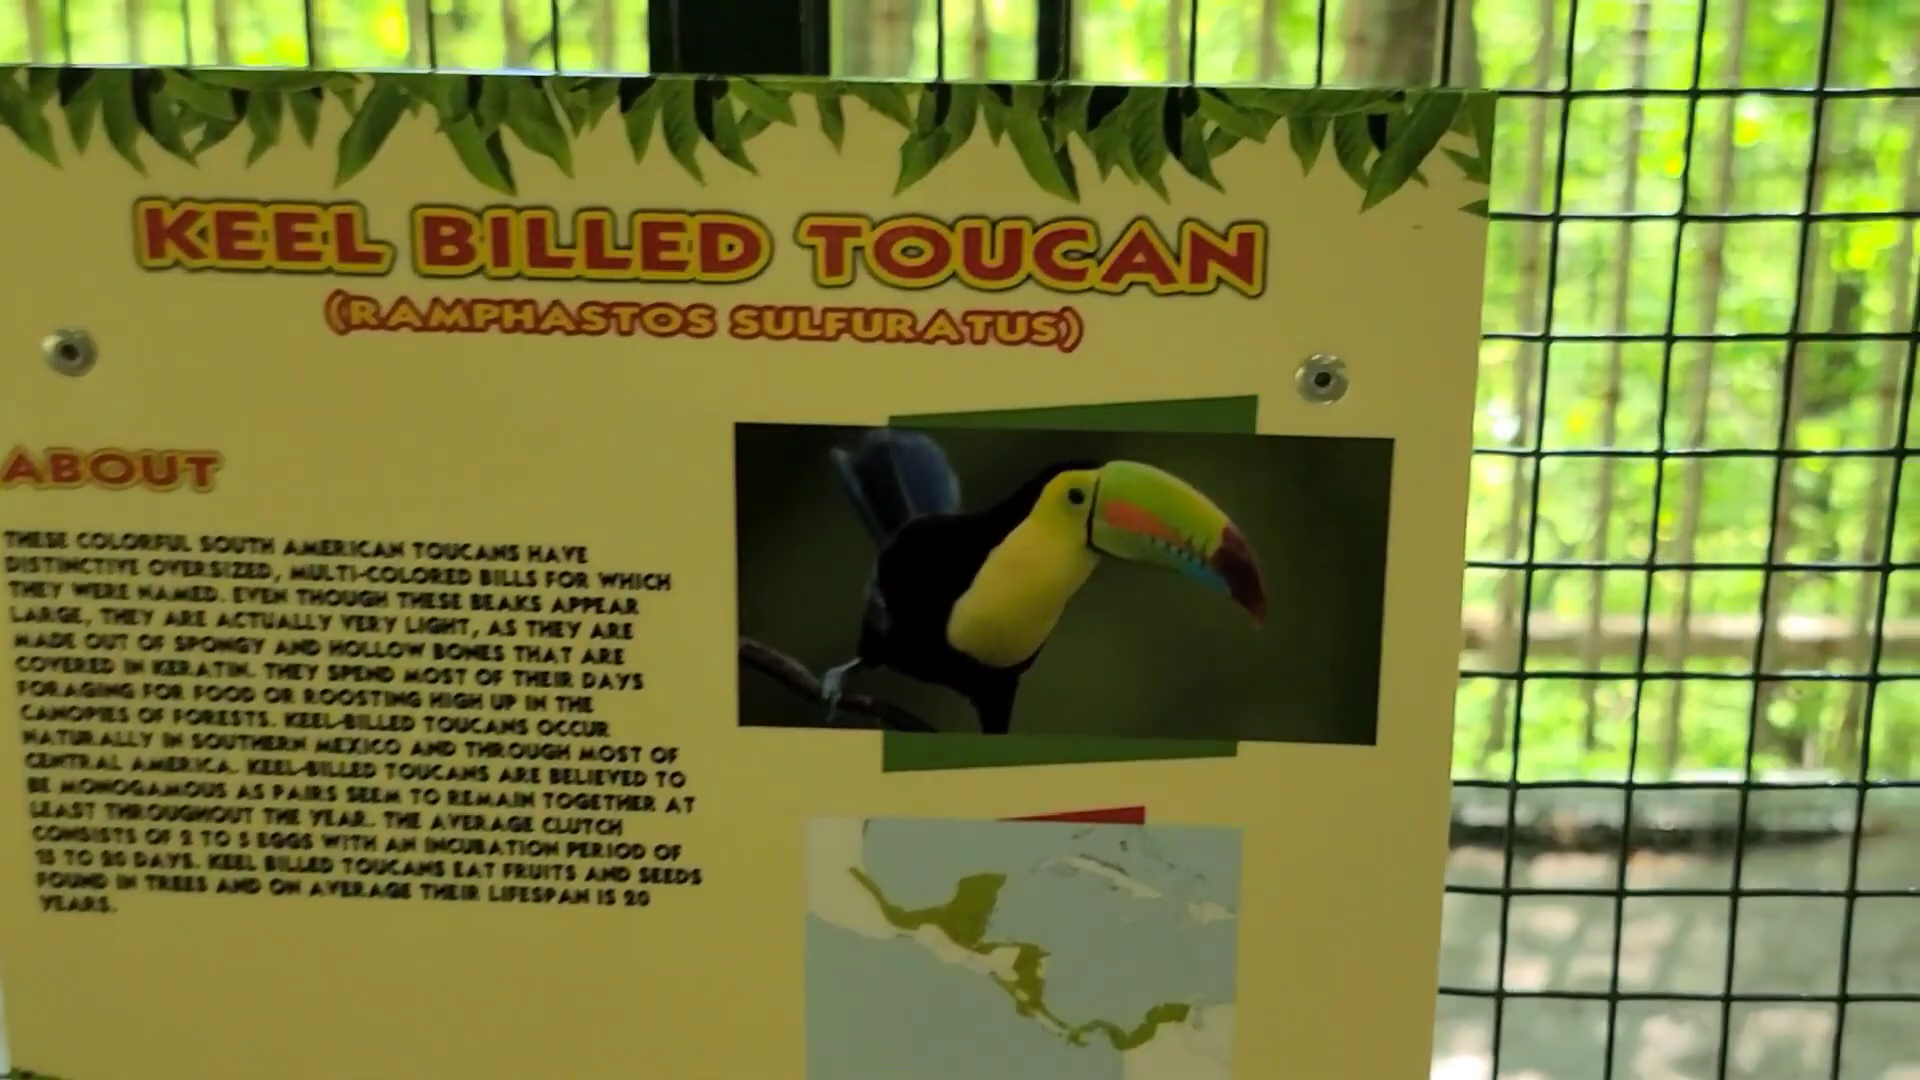 KEEL BILLED TOUCAN
(RAMPHASTOS SULFURATUS)
ABOUT
THESE COLORFUL SOUTH AMERICAN TOUCANS HAVE
DISTINCTIVE OVERSIZED, MULTI-COLORED BILLS FOR WHICH
THEY WERE NAMED. EVEN THOUGH THESE BEAKS APPEAR
LARGE, THEY ARE ACTUALLY VERY LIGHT, AS THEY ARE
MADE OUT OF SPONGY AND HOLLOW BONES THAT ARE
COVERED IN KERATIN. THEY SPEND MOST OF THEIR DAYS
FORAGING FOR FOOD OR ROOSTING HIGH UP IN THE
CANOPIES OF FORESTS. KEEL-BILLED TOUCANS OCCUR
NATURALLY IN SOUTHERN MEXICO AND THROUGH MOST OF
CENTRAL AMERICA. KEEL-BILLED TOUCANS ARE BELIEVED TO
BE MONOGAMOUS AS PAIRS SEEM TO REMAIN TOGETHER AT
LEAST THROUGHOUT THE YEAR. THE AVERAGE CLUTCH
CONSISTS OF 2 TO 5 EGGS WITH AN INCUBATION PERIOD OF
15 TO 20 DAYS. KEEL BILLED TOUCANS EAT FRUITS AND SEEDS
FOUND IN TREES AND ON AVERAGE THEIR LIFESPAN IS 20
YEARS.